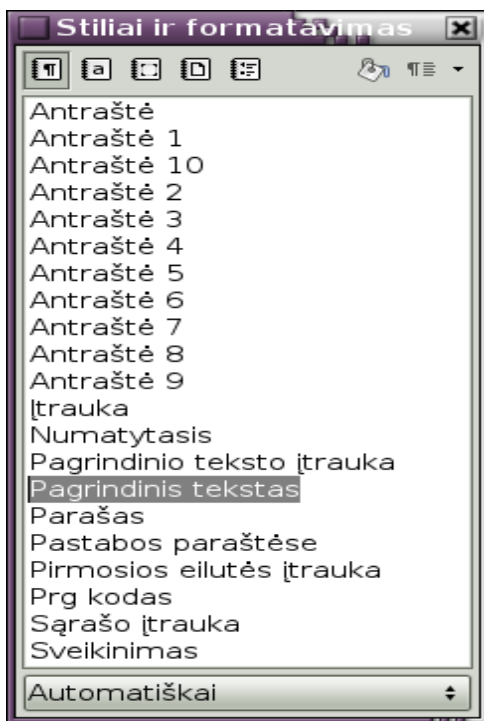 Stiliai ir formatavimas
Antraštė
Antraštė 1
Antraštė 10
Antraštė 2
Antraštė 3
Antraštė 4
Antraštė 5
Antraštė 6
Antraštė 7
Antraštė 8
Antraštė 9
Įtrauka
Numatytasis
Pagrindinio teksto įtrauka
Pagrindinis tekstas
Parašas
Pastabos paraštėse
Pirmosios eilutės įtrauka
Prg kodas
Sąrašo įtrauka
Sveikinimas
Automatiškai